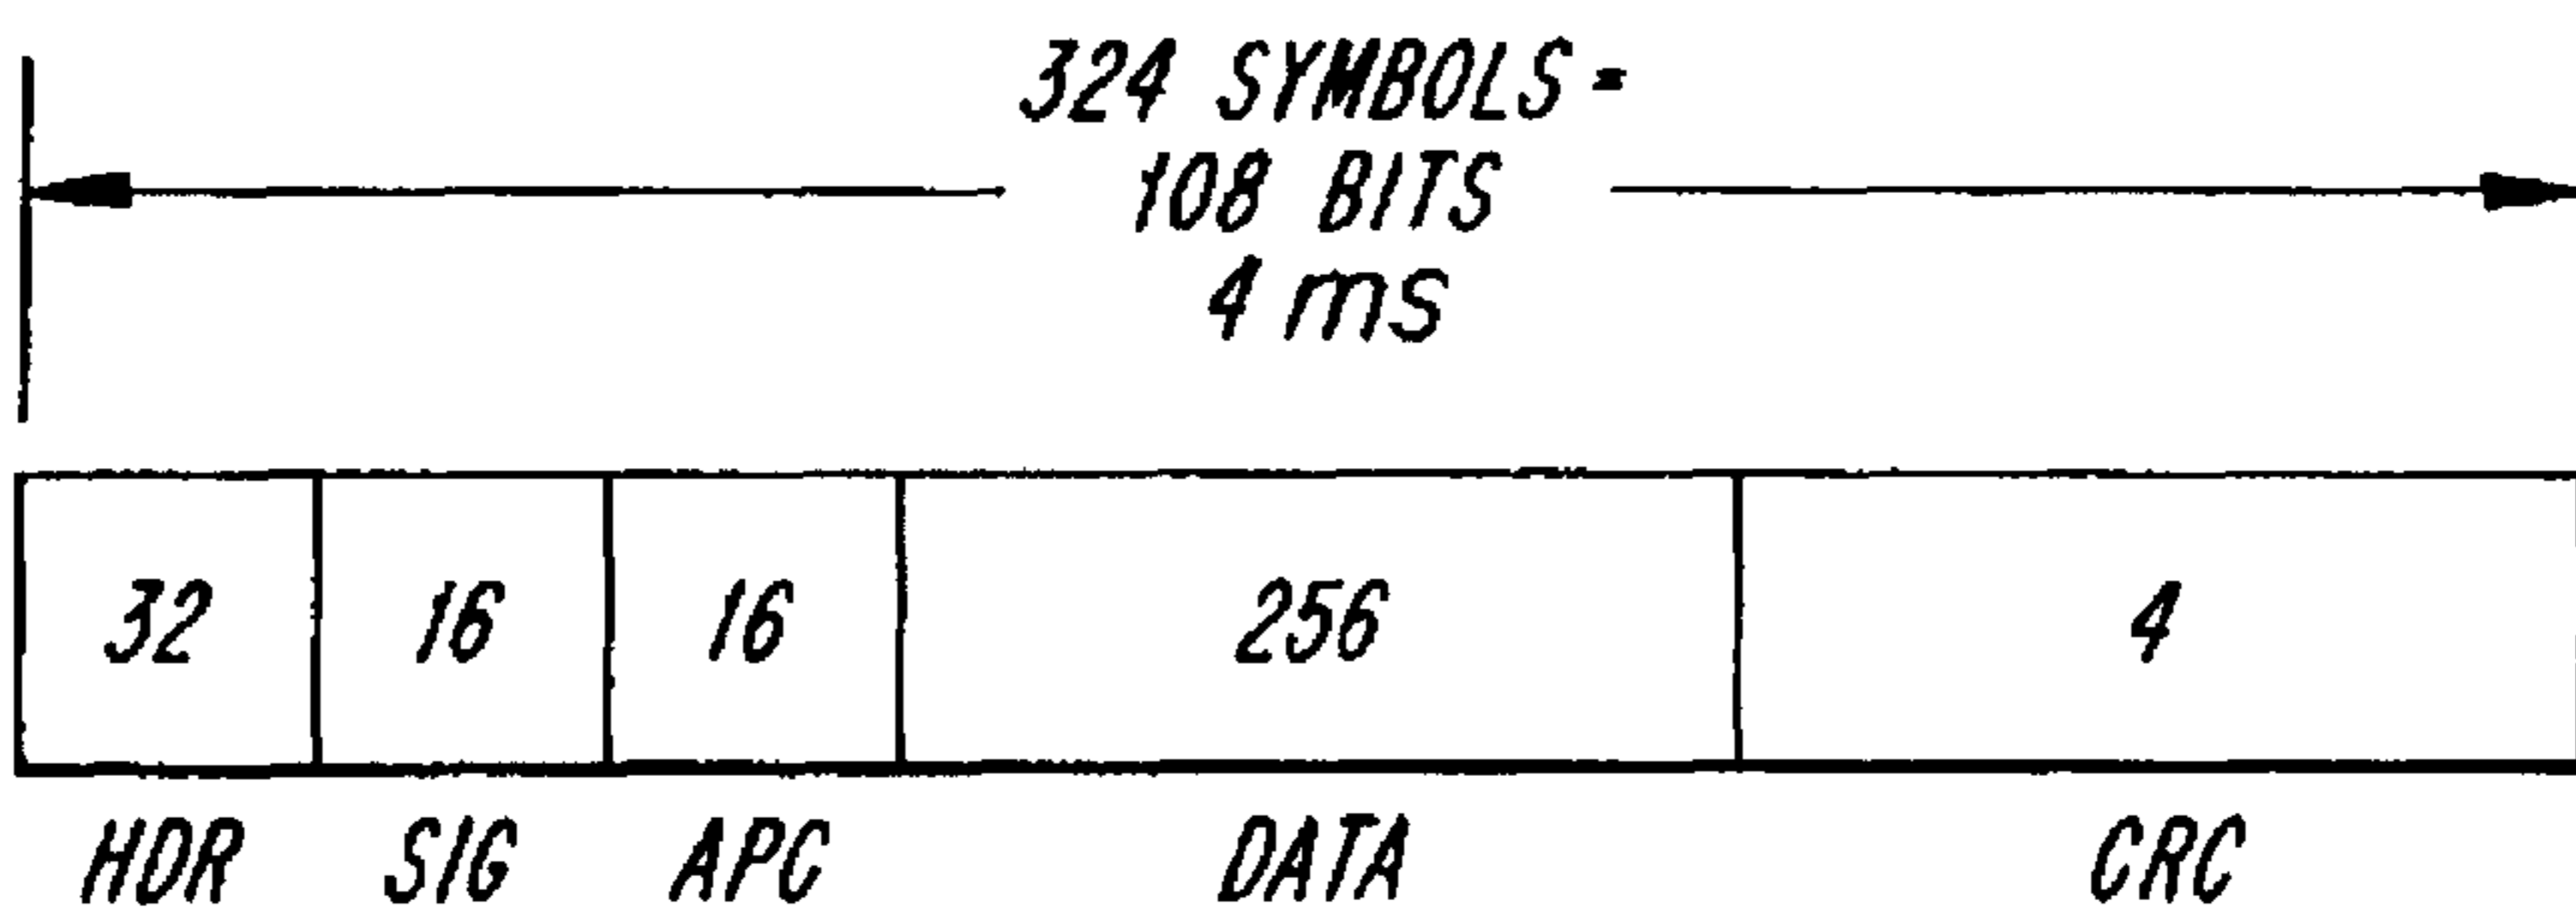 324 SYMBOLS=
108 BITS
4 ms
32 16 16 256 4
HDR SIG APC DATA CRC